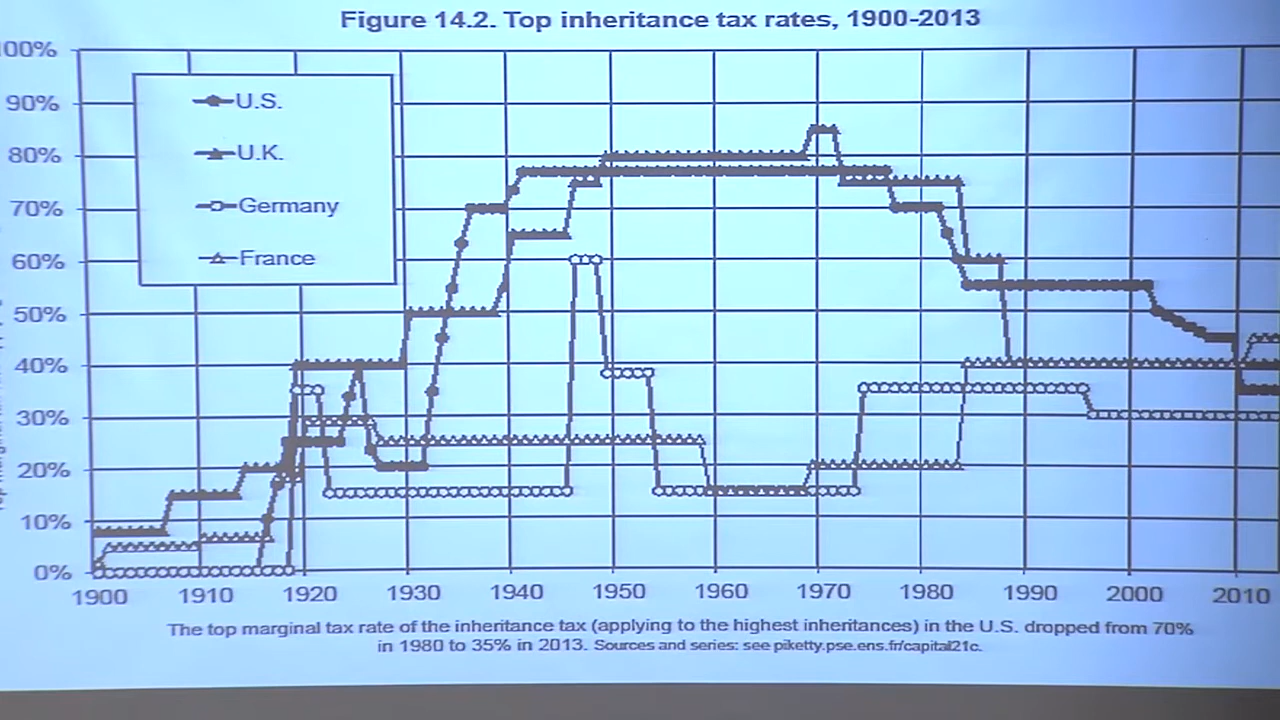 Figure 14.2. Top inheritance tax rates, 1900-2013
100%
90%
80%
70%
60%
50%
40%
30%
20%
10%
0%
U.S.
U.K.
Germany
France
1900 1910 1920 1930 1940 1950 1960 1970 1980 1990 2000 2010
The top marginal tax rate of the inheritance tax (applying to the highest inheritances) in the U.S. dropped from 70%
in 1980 to 35% in 2013. Sources and series: see piketty.pse.ens.fr/capital21c.